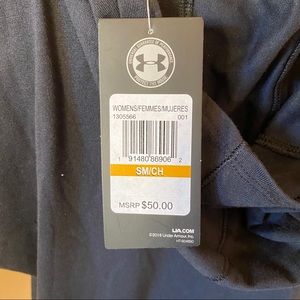 WOMENS/FEMMES/MUJERES
1305566 001
1 91480 86906 2
SM/CH
MSRP $50.00
UA.COM
©2016 Under Armour, Inc.